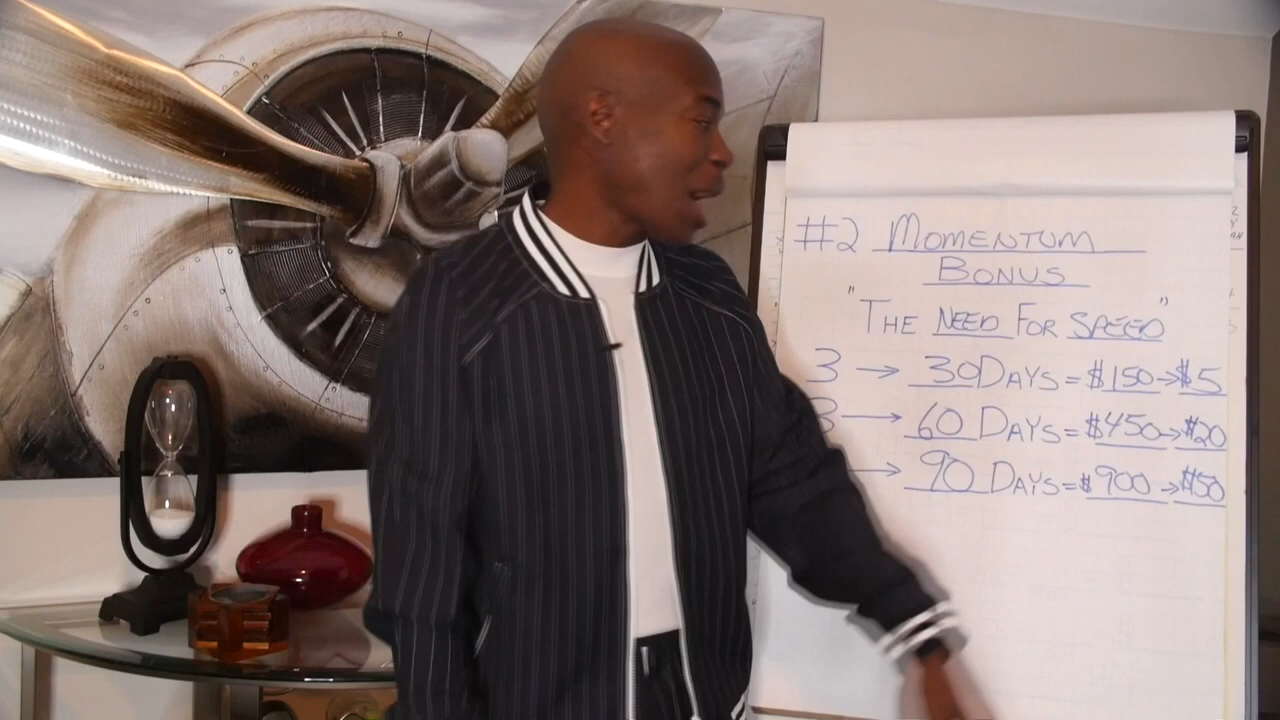 #2 MOMENTUM
BONUS
"THE NEED FOR SPEED"
3 → 30 DAYS = $150 → $5
3 → 60 DAYS = $450 → $20
→ 90 DAYS = $900 → $50